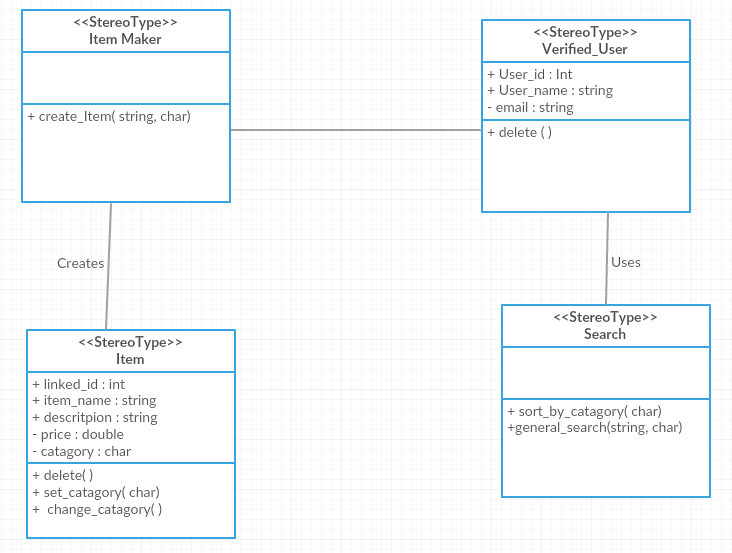 <<StereoType>>
Item Maker
+ create_Item( string, char)
<<StereoType>>
Verified_User
+ User_id : Int
+ User_name : string
- email : string
+ delete ( )
Creates
Uses
<<StereoType>>
Item
+ linked_id : int
+ item_name : string
+ descritpion : string
- price : double
- catagory : char
+ delete( )
+ set_catagory( char)
+  change_catagory( )
<<StereoType>>
Search
+ sort_by_catagory( char)
+general_search(string, char)